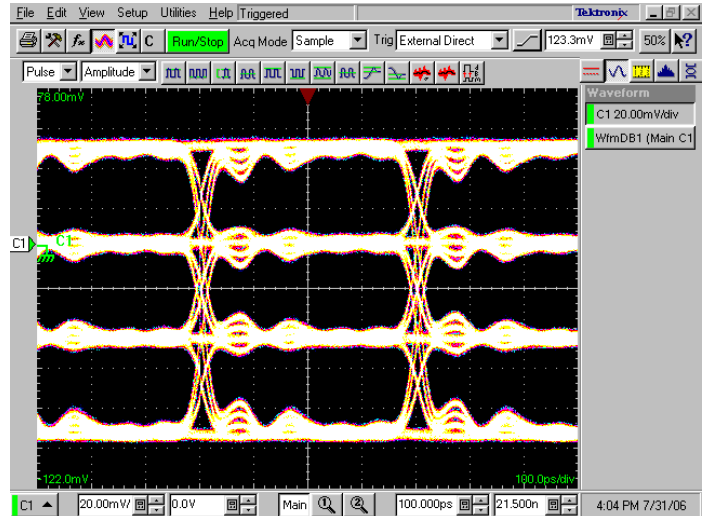 File Edit View Setup Utilities Help Triggered Tektronix
C Run/Stop Acq Mode Sample Trig External Direct 123.3mV 50% ?
Pulse Amplitude
Waveform
C1 20.00mV/div
WfmDB1 (Main C1
78.00mV
C1 C1
-122.0mV 100.0ps/div
C1 20.00mV/ 0.0V Main 1 2 100.000ps 21.500n 4:04 PM 7/31/06